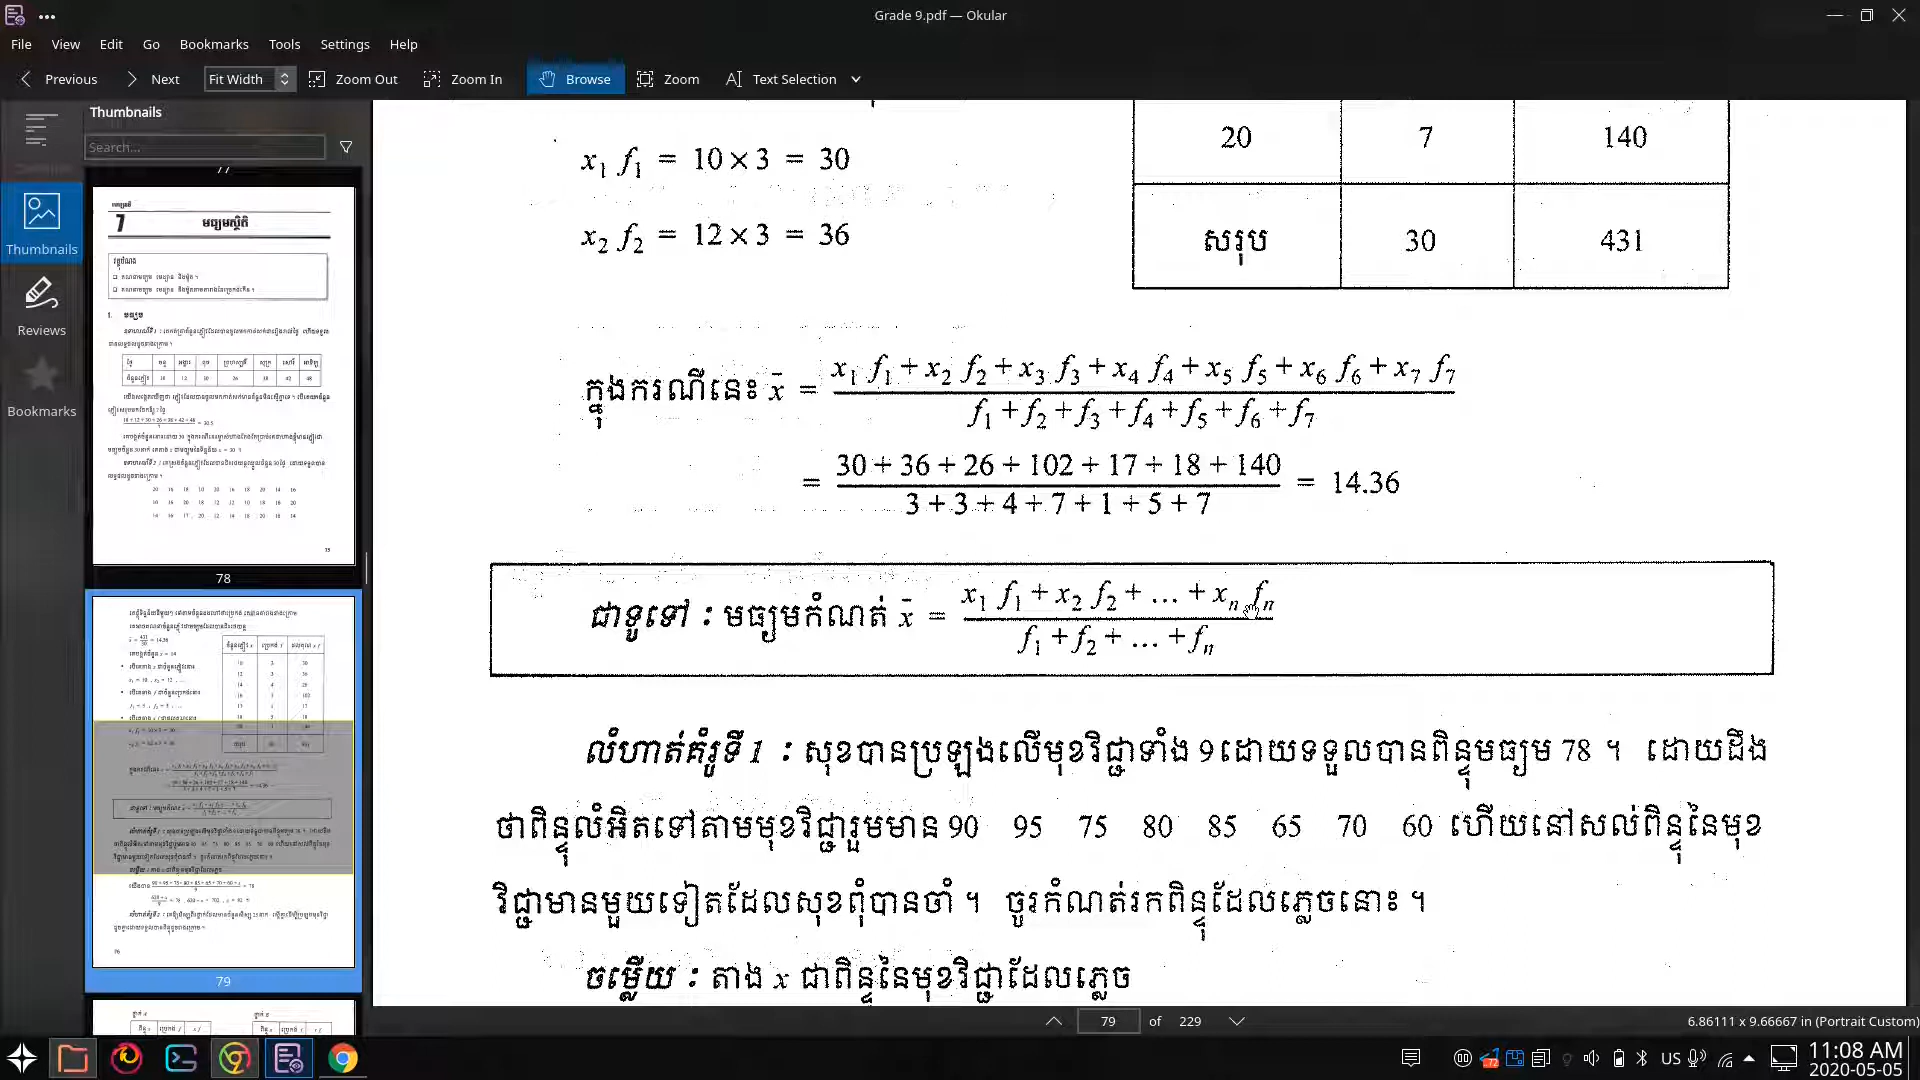 Grade 9.pdf — Okular
File View Edit Go Bookmarks Tools Settings Help
Previous Next Fit Width Zoom Out Zoom In Browse Zoom Text Selection
Thumbnails
Search...
Thumbnails
Reviews
Bookmarks
77
7 មធ្យមស្ថិតិ
78
79
20 7 140
x₁ f₁ = 10 × 3 = 30
x₂ f₂ = 12 × 3 = 36
សរុប 30 431
ក្នុងករណីនេះ x̄ = (x₁ f₁ + x₂ f₂ + x₃ f₃ + x₄ f₄ + x₅ f₅ + x₆ f₆ + x₇ f₇) / (f₁ + f₂ + f₃ + f₄ + f₅ + f₆ + f₇)
= (30 + 36 + 26 + 102 + 17 + 18 + 140) / (3 + 3 + 4 + 7 + 1 + 5 + 7) = 14.36
ជាទូទៅ : មធ្យមកំណត់ x̄ = (x₁ f₁ + x₂ f₂ + ... + xₙ fₙ) / (f₁ + f₂ + ... + fₙ)
លំហាត់គំរូទី 1 : សុខបានប្រឡងលើមុខវិជ្ជាទាំង 9 ដោយទទួលបានពិន្ទុមធ្យម 78 ។ ដោយដឹង
ថាពិន្ទុលំអិតទៅតាមមុខវិជ្ជារួមមាន 90 95 75 80 85 65 70 60 ហើយនៅសល់ពិន្ទុនៃមុខ
វិជ្ជាមានមួយទៀតដែលសុខពុំបានចាំ ។ ចូរកំណត់រកពិន្ទុដែលភ្លេចនោះ ។
ចម្លើយ : តាង x ជាពិន្ទុនៃមុខវិជ្ជាដែលភ្លេច
79 of 229
6.86111 x 9.66667 in (Portrait Custom)
72
US
11:08 AM
2020-05-05